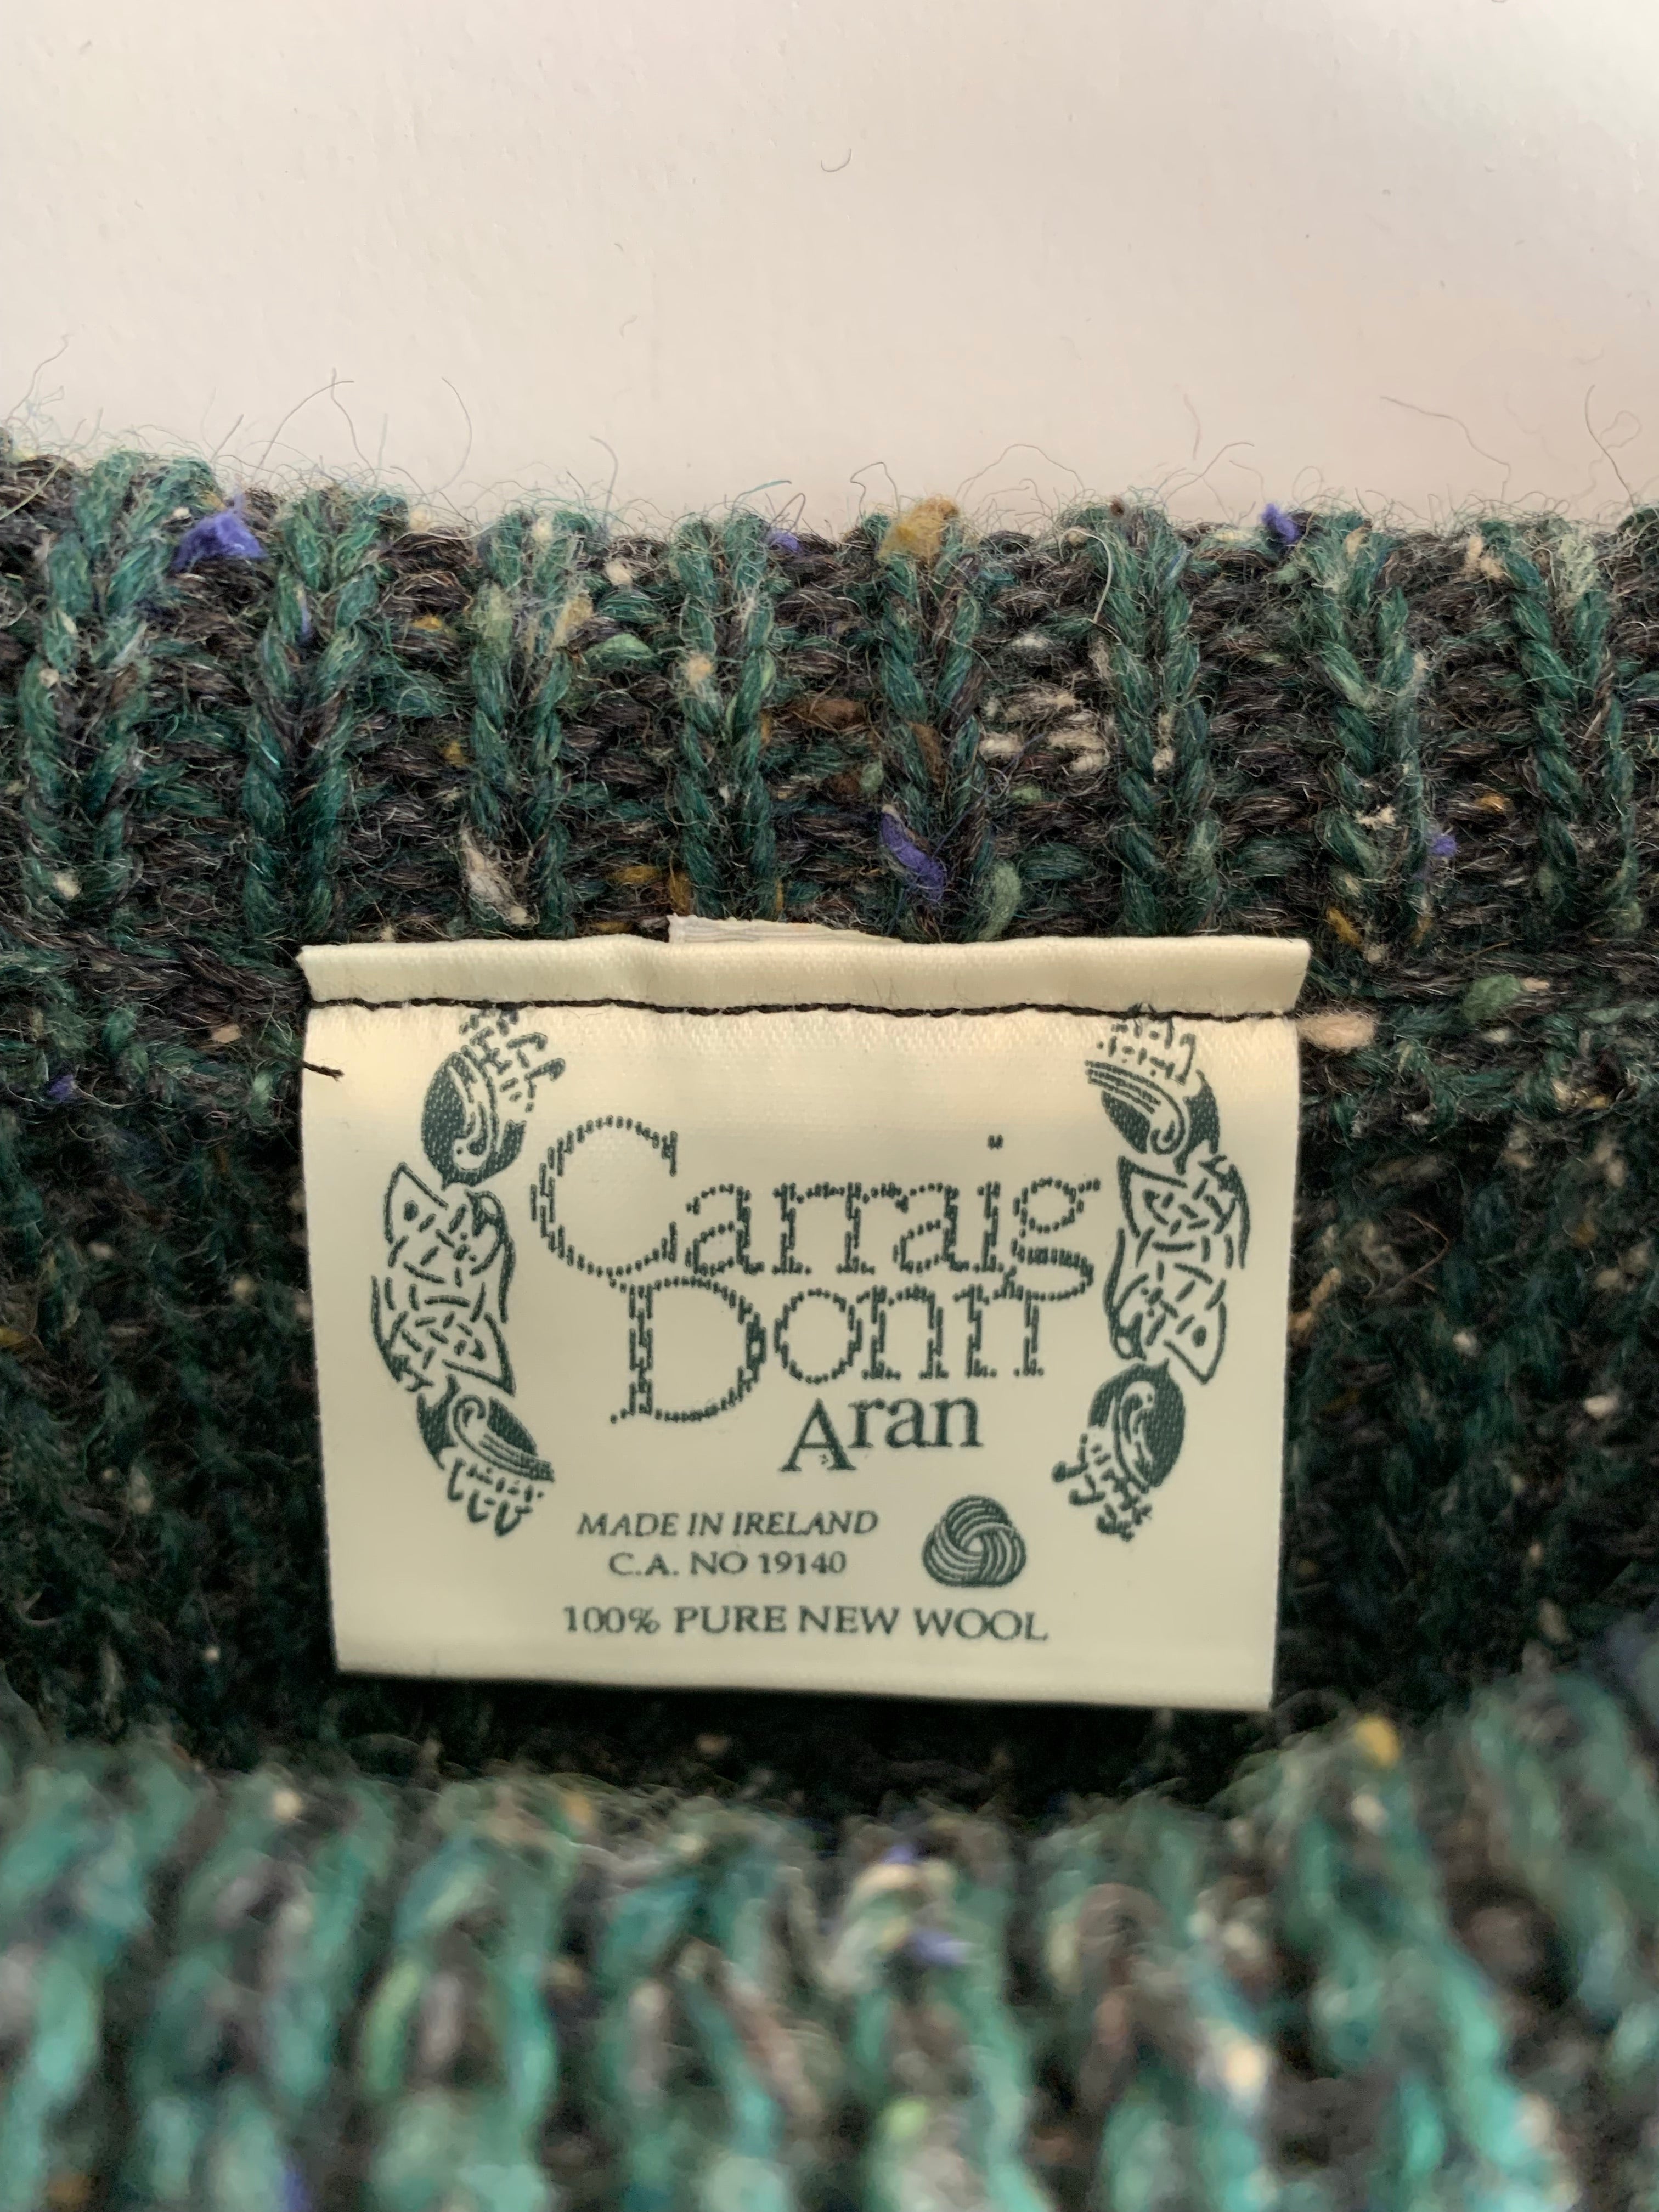 Carraig
Donn
Aran
MADE IN IRELAND
C.A. NO 19140
100% PURE NEW WOOL